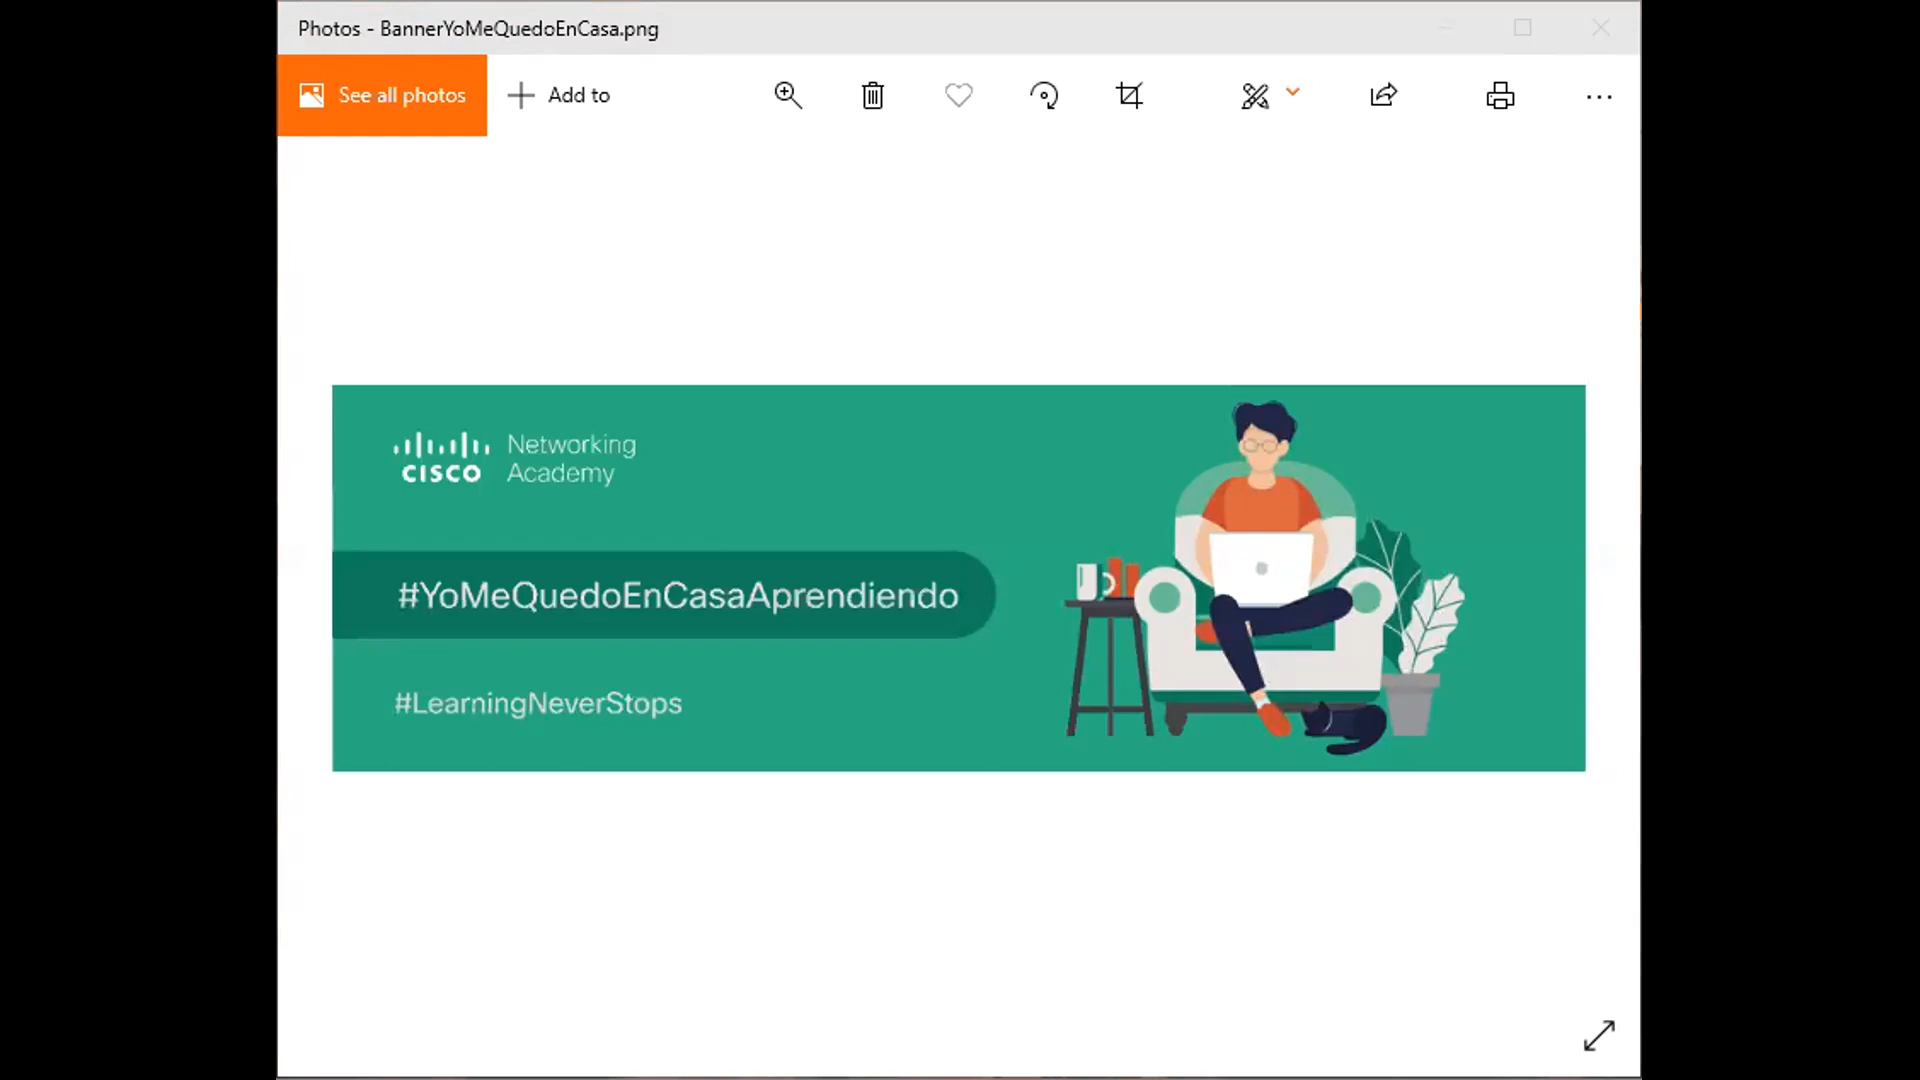 Photos - BannerYoMeQuedoEnCasa.png
See all photos
Add to
CISCO Networking
Academy
#YoMeQuedoEnCasaAprendiendo
#LearningNeverStops